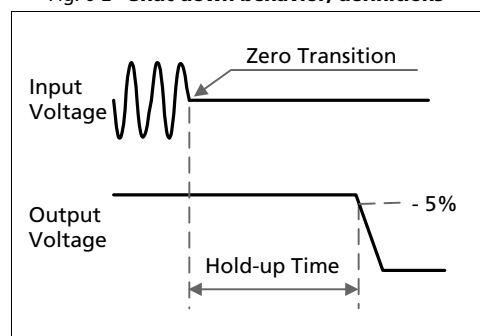 Fig. 6-2 Shut down behavior, definitions
Zero Transition
Input
Voltage
- 5%
Output
Voltage
Hold-up Time